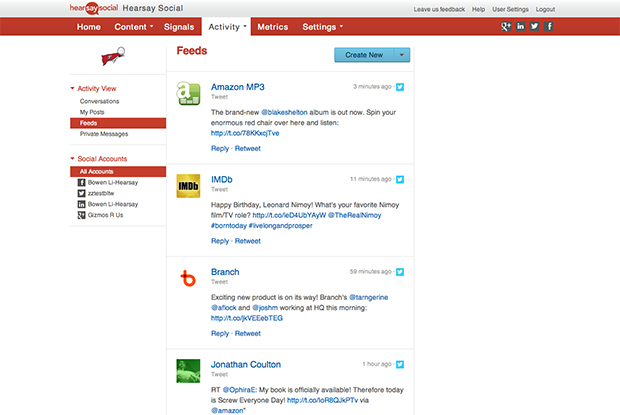 hearsaysocial Hearsay Social
Leave us feedback Help User Settings Logout
Home Content Signals Activity Metrics Settings
Feeds
Create New
Activity View
Conversations
My Posts
Feeds
Private Messages
Social Accounts
All Accounts
Bowen Li-Hearsay
zztestbltw
Bowen Li-Hearsay
Gizmos R Us
Amazon MP3
3 minutes ago
Tweet
The brand-new @blakeshelton album is out now. Spin your
enormous red chair over here and listen:
http://t.co/78KKxcjTve
Reply · Retweet
IMDb
IMDb
11 minutes ago
Tweet
Happy Birthday, Leonard Nimoy! What's your favorite Nimoy
film/TV role? http://t.co/leD4UbYAyW @TheRealNimoy
#borntoday #livelongandprosper
Reply · Retweet
Branch
59 minutes ago
Tweet
Exciting new product is on its way! Branch's @tarngerine
@aflock and @joshm working at HQ this morning:
http://t.co/jkVEEebTEG
Reply · Retweet
Jonathan Coulton
1 hour ago
Tweet
RT @OphiraE: My book is officially available! Therefore today
is Screw Everyone Day! http://t.co/IoR8QJkPTv via
@amazon"